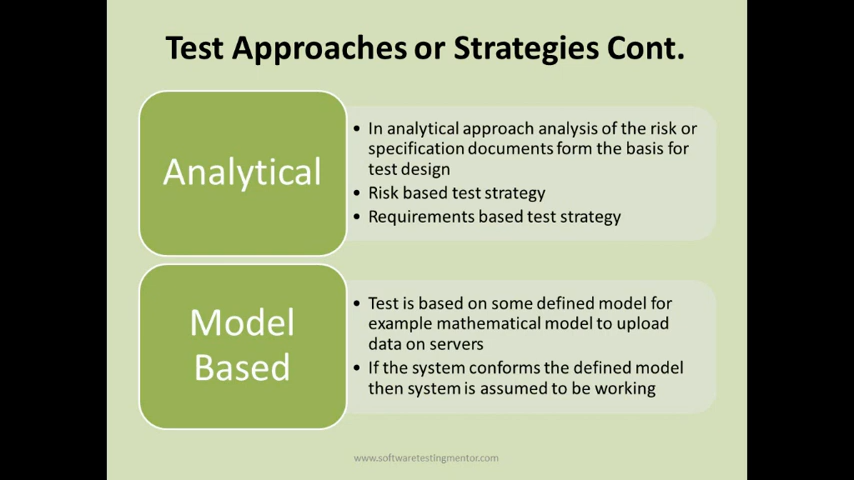 Test Approaches or Strategies Cont.
Analytical
• In analytical approach analysis of the risk or
specification documents form the basis for
test design
• Risk based test strategy
• Requirements based test strategy
Model
Based
• Test is based on some defined model for
example mathematical model to upload
data on servers
• If the system conforms the defined model
then system is assumed to be working
www.softwaretestingmentor.com